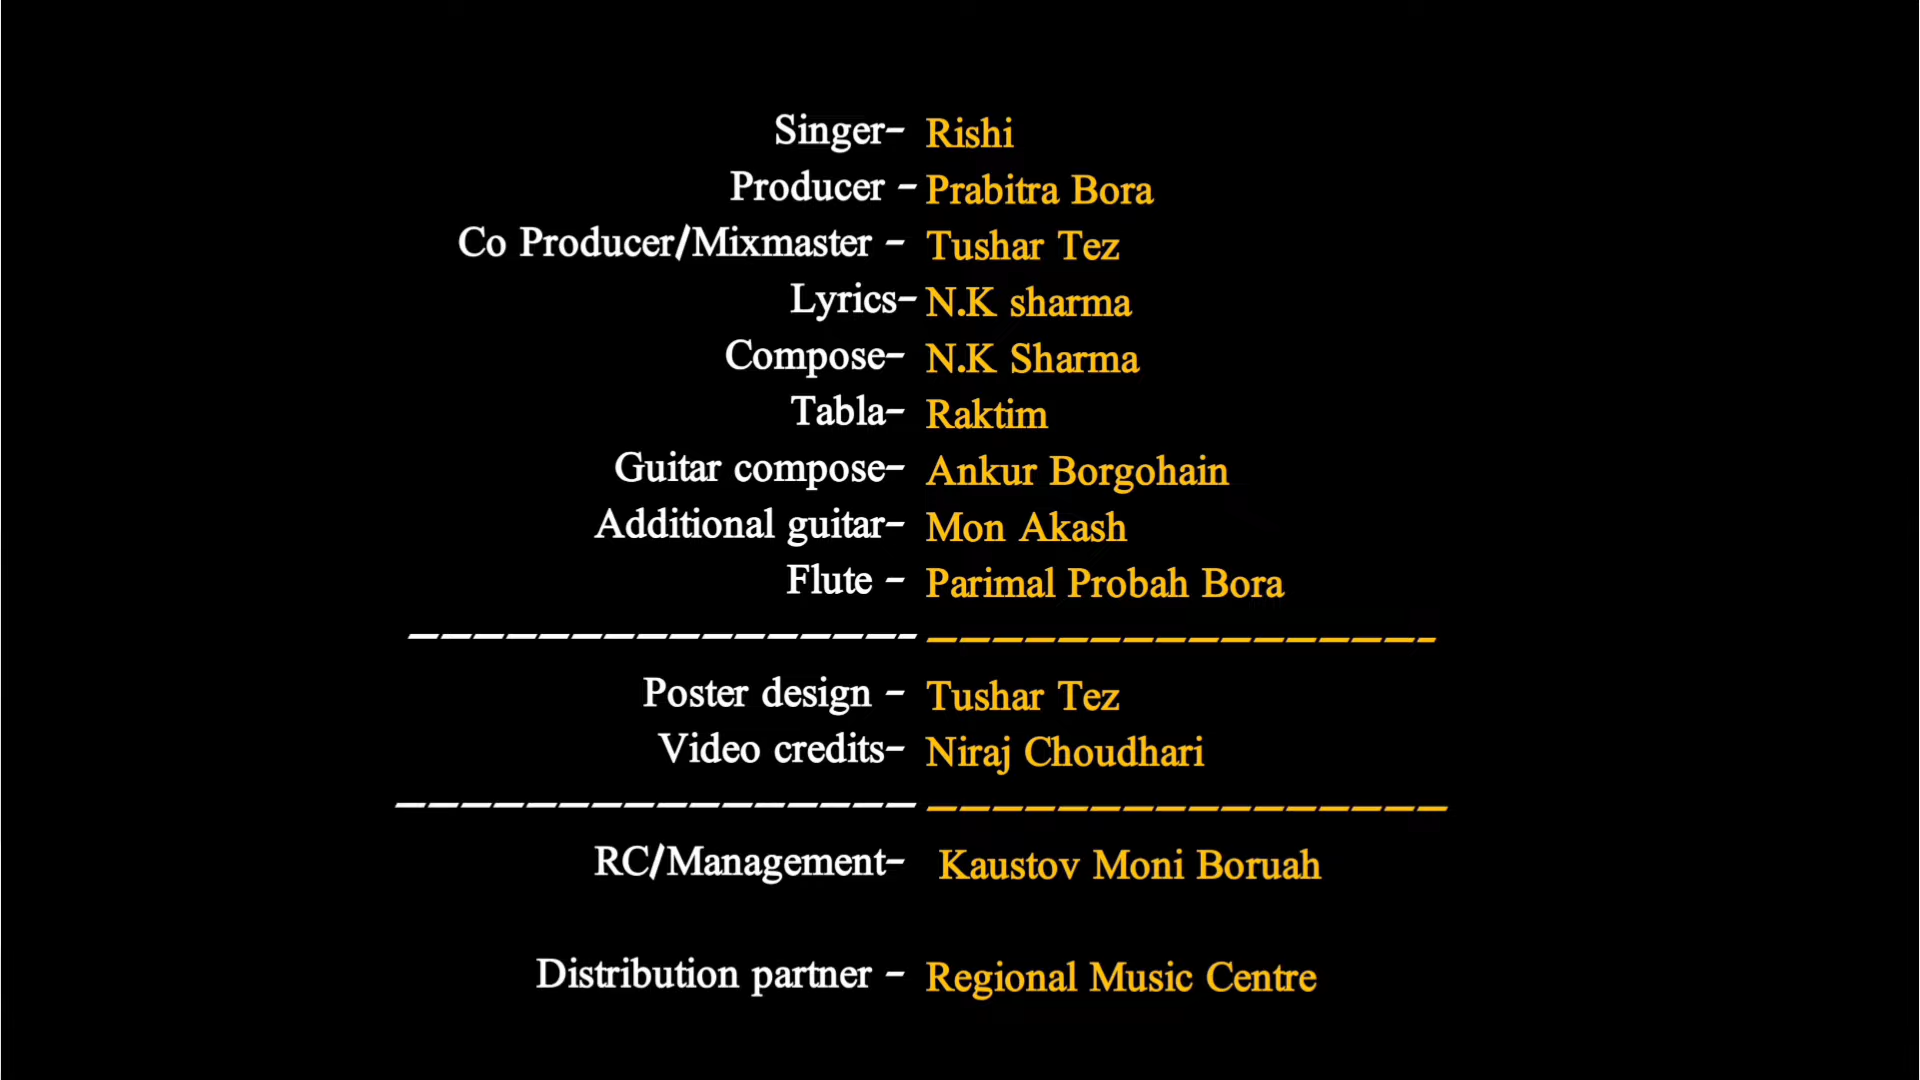 Singer- Rishi
Producer - Prabitra Bora
Co Producer/Mixmaster - Tushar Tez
Lyrics- N.K sharma
Compose- N.K Sharma
Tabla- Raktim
Guitar compose- Ankur Borgohain
Additional guitar- Mon Akash
Flute - Parimal Probah Bora
---------------- ----------------
Poster design - Tushar Tez
Video credits- Niraj Choudhari
---------------- ----------------
RC/Management- Kaustov Moni Boruah
Distribution partner - Regional Music Centre